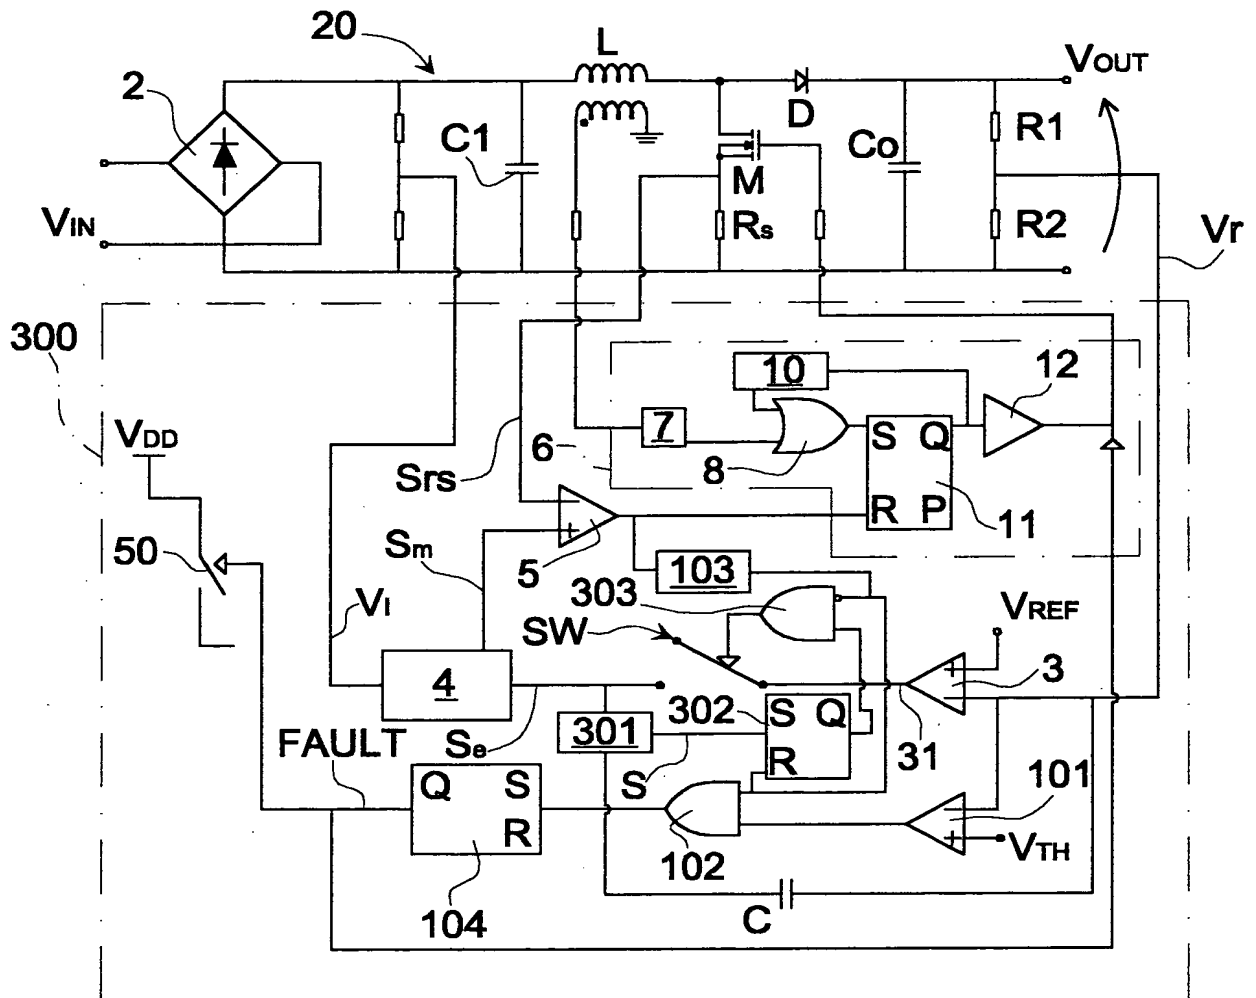 20
L
VOUT
2
D
C1
Co
R1
M
VIN
Rs
R2
Vr
300
10
12
VDD
7
S Q
6
8
Srs
R P
11
50
Sm
5
103
303
VI
SW
VREF
4
3
302
S Q
FAULT
301
Se
R
31
S
Q S
101
R
102
VTH
104
C